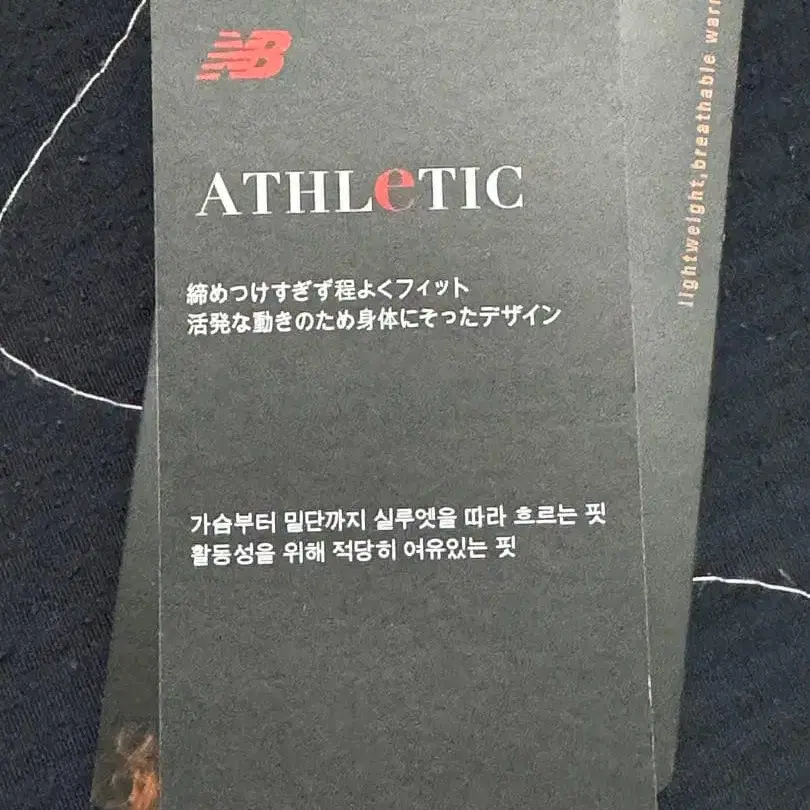 NB
ATHLeTIC
締めつけすぎず程よくフィット
活発な動きのため身体にそったデザイン
가슴부터 밑단까지 실루엣을 따라 흐르는 핏
활동성을 위해 적당히 여유있는 핏
lightweight,breathable